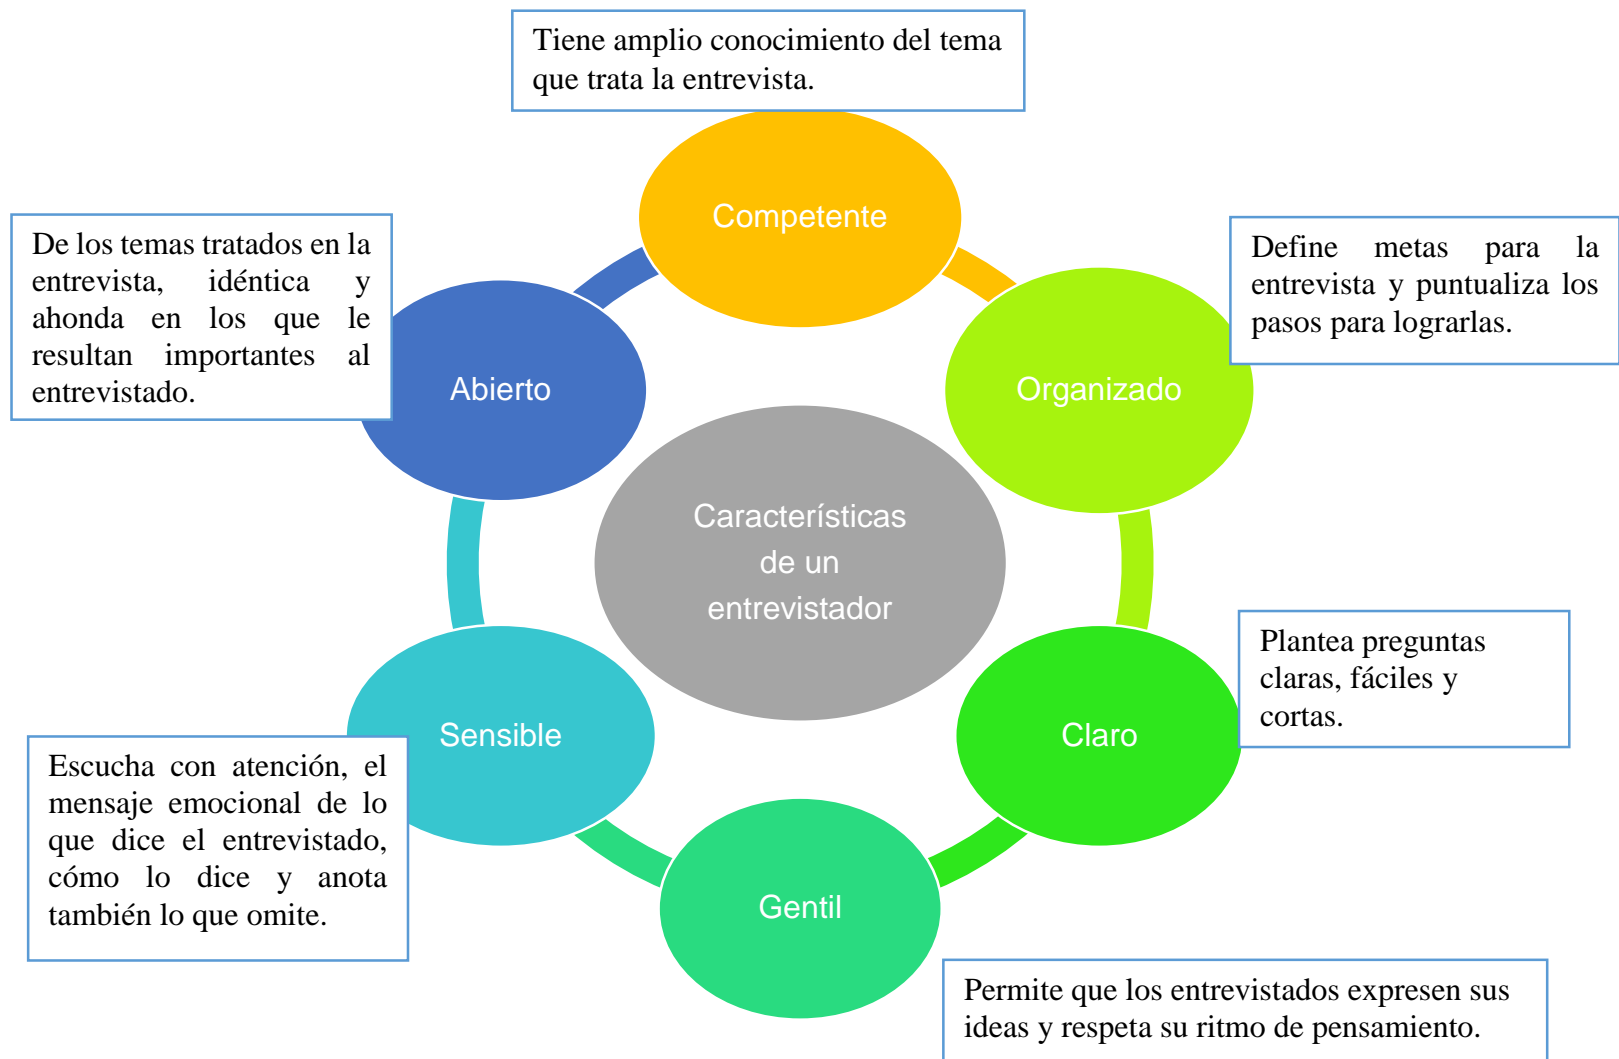 Tiene amplio conocimiento del tema
que trata la entrevista.
Competente
De los temas tratados en la
entrevista, idéntica y
ahonda en los que le
resultan importantes al
entrevistado.
Define metas para la
entrevista y puntualiza los
pasos para lograrlas.
Abierto
Organizado
Características
de un
entrevistador
Plantea preguntas
claras, fáciles y
cortas.
Sensible
Claro
Escucha con atención, el
mensaje emocional de lo
que dice el entrevistado,
cómo lo dice y anota
también lo que omite.
Gentil
Permite que los entrevistados expresen sus
ideas y respeta su ritmo de pensamiento.